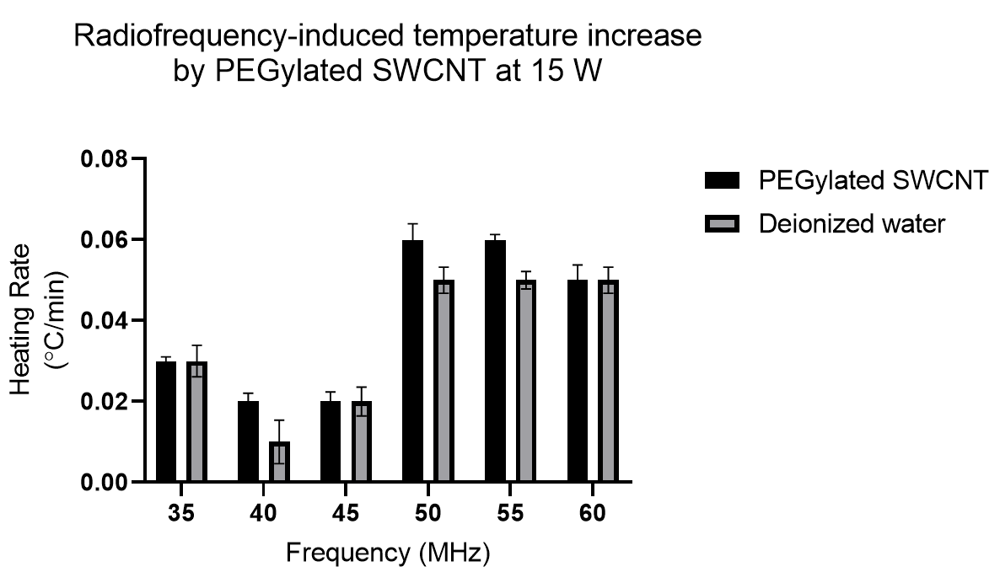 Radiofrequency-induced temperature increase
by PEGylated SWCNT at 15 W
PEGylated SWCNT
Deionized water
Heating Rate
(°C/min)
0.08
0.06
0.04
0.02
0.00
35 40 45 50 55 60
Frequency (MHz)